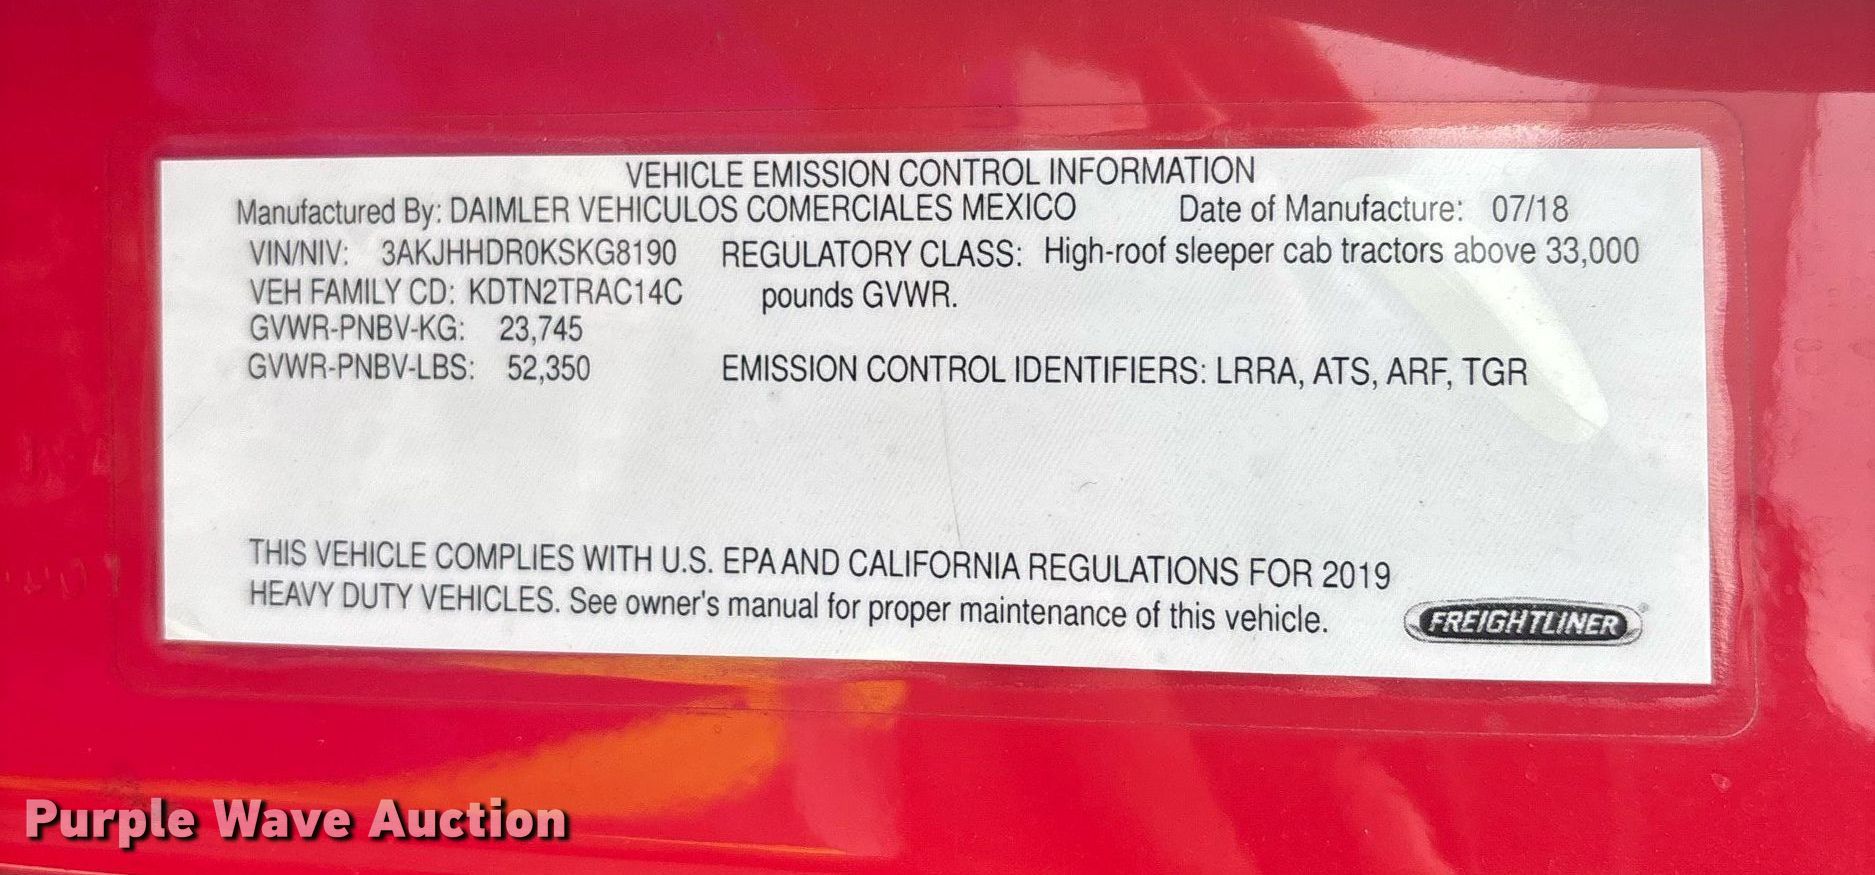 VEHICLE EMISSION CONTROL INFORMATION
Manufactured By: DAIMLER VEHICULOS COMERCIALES MEXICO Date of Manufacture: 07/18
VIN/NIV: 3AKJHHDR0KSKG8190 REGULATORY CLASS: High-roof sleeper cab tractors above 33,000
VEH FAMILY CD: KDTN2TRAC14C pounds GVWR.
GVWR-PNBV-KG: 23,745
GVWR-PNBV-LBS: 52,350 EMISSION CONTROL IDENTIFIERS: LRRA, ATS, ARF, TGR
THIS VEHICLE COMPLIES WITH U.S. EPA AND CALIFORNIA REGULATIONS FOR 2019
HEAVY DUTY VEHICLES. See owner's manual for proper maintenance of this vehicle.
FREIGHTLINER
Purple Wave Auction